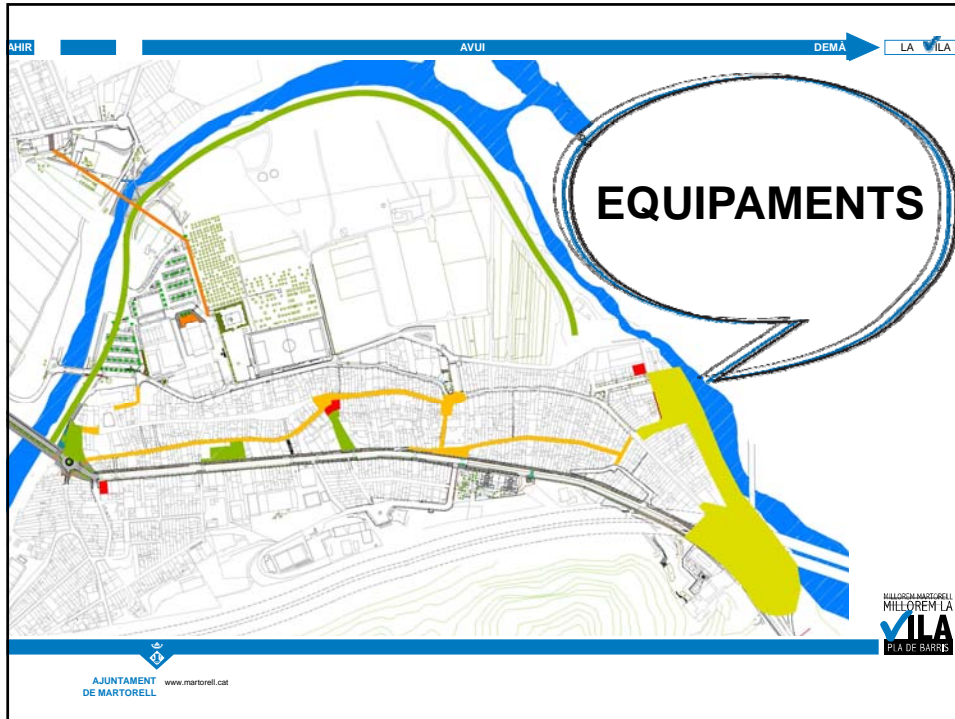 AHIR
AVUI
DEMÀ
LA VILA
EQUIPAMENTS
MILLOREM MARTORELL
MILLOREM LA
VILA
PLA DE BARRIS
AJUNTAMENT
DE MARTORELL
www.martorell.cat